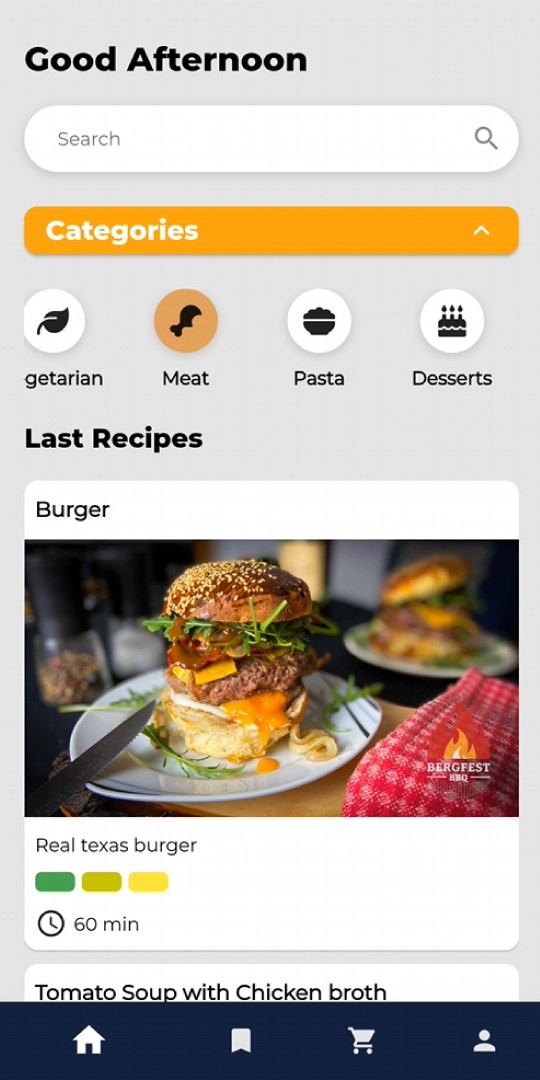 Good Afternoon
Search
Categories
getarian
Meat
Pasta
Desserts
Last Recipes
Burger
BERGFEST
BBQ
Real texas burger
60 min
Tomato Soup with Chicken broth